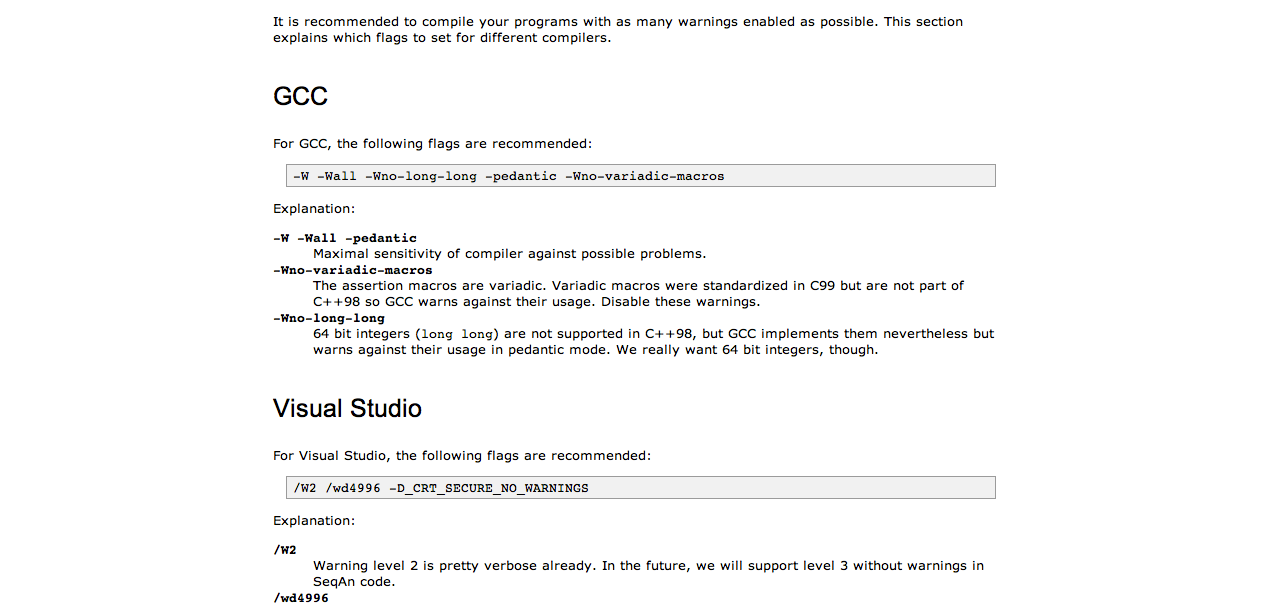 It is recommended to compile your programs with as many warnings enabled as possible. This section
explains which flags to set for different compilers.
GCC
For GCC, the following flags are recommended:
-W -Wall -Wno-long-long -pedantic -Wno-variadic-macros
Explanation:
-W -Wall -pedantic
Maximal sensitivity of compiler against possible problems.
-Wno-variadic-macros
The assertion macros are variadic. Variadic macros were standardized in C99 but are not part of
C++98 so GCC warns against their usage. Disable these warnings.
-Wno-long-long
64 bit integers (long long) are not supported in C++98, but GCC implements them nevertheless but
warns against their usage in pedantic mode. We really want 64 bit integers, though.
Visual Studio
For Visual Studio, the following flags are recommended:
/W2 /wd4996 -D_CRT_SECURE_NO_WARNINGS
Explanation:
/W2
Warning level 2 is pretty verbose already. In the future, we will support level 3 without warnings in
SeqAn code.
/wd4996